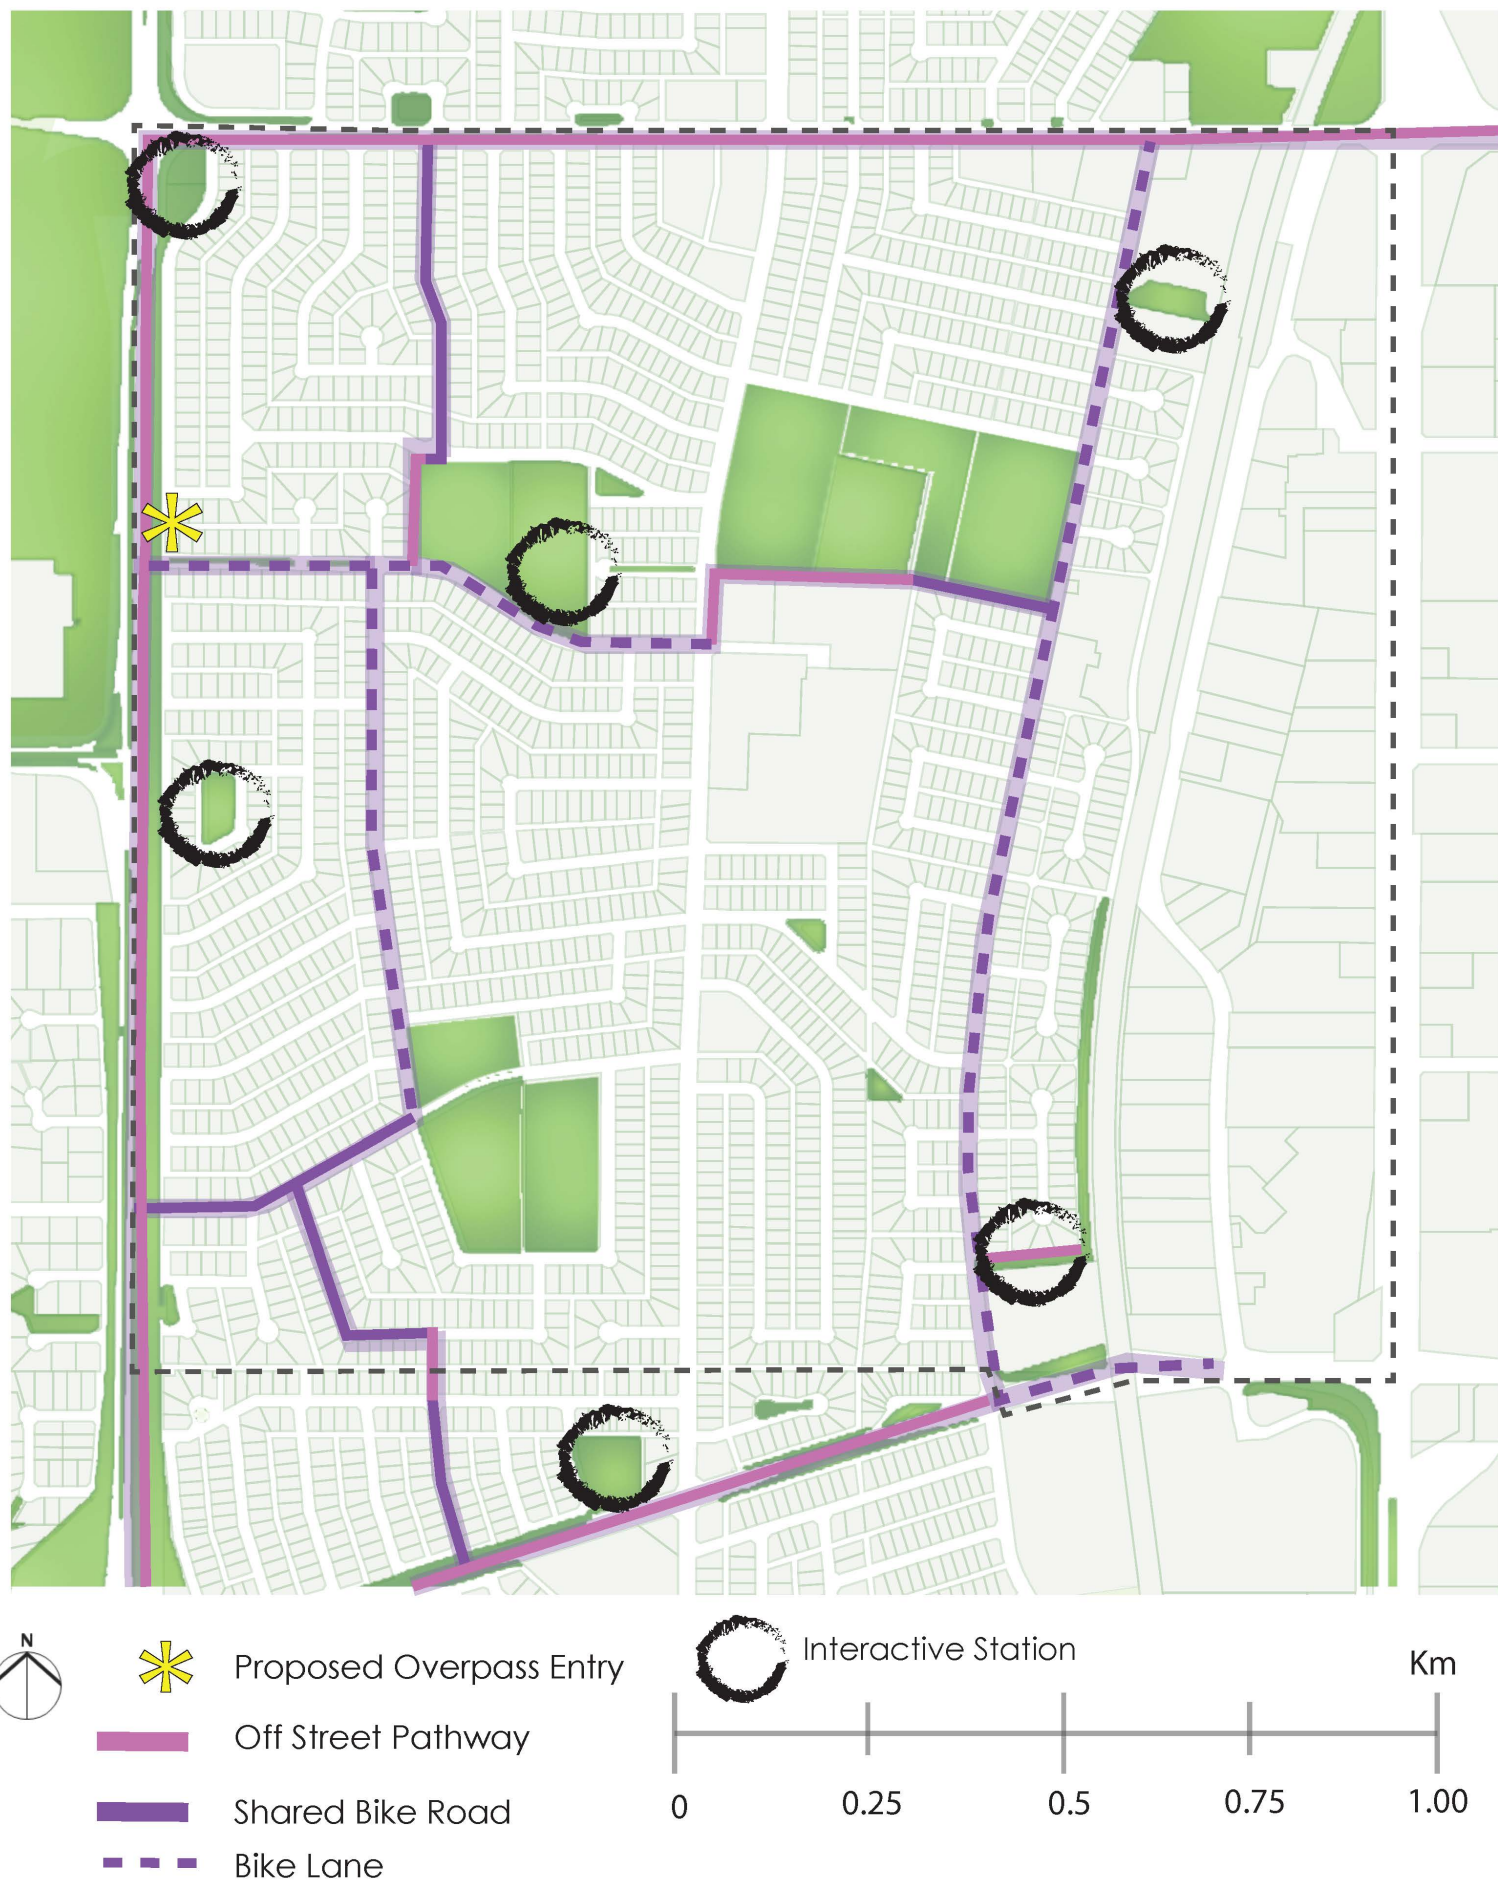 N
Proposed Overpass Entry
Interactive Station
Km
Off Street Pathway
0
0.25
0.5
0.75
1.00
Shared Bike Road
Bike Lane